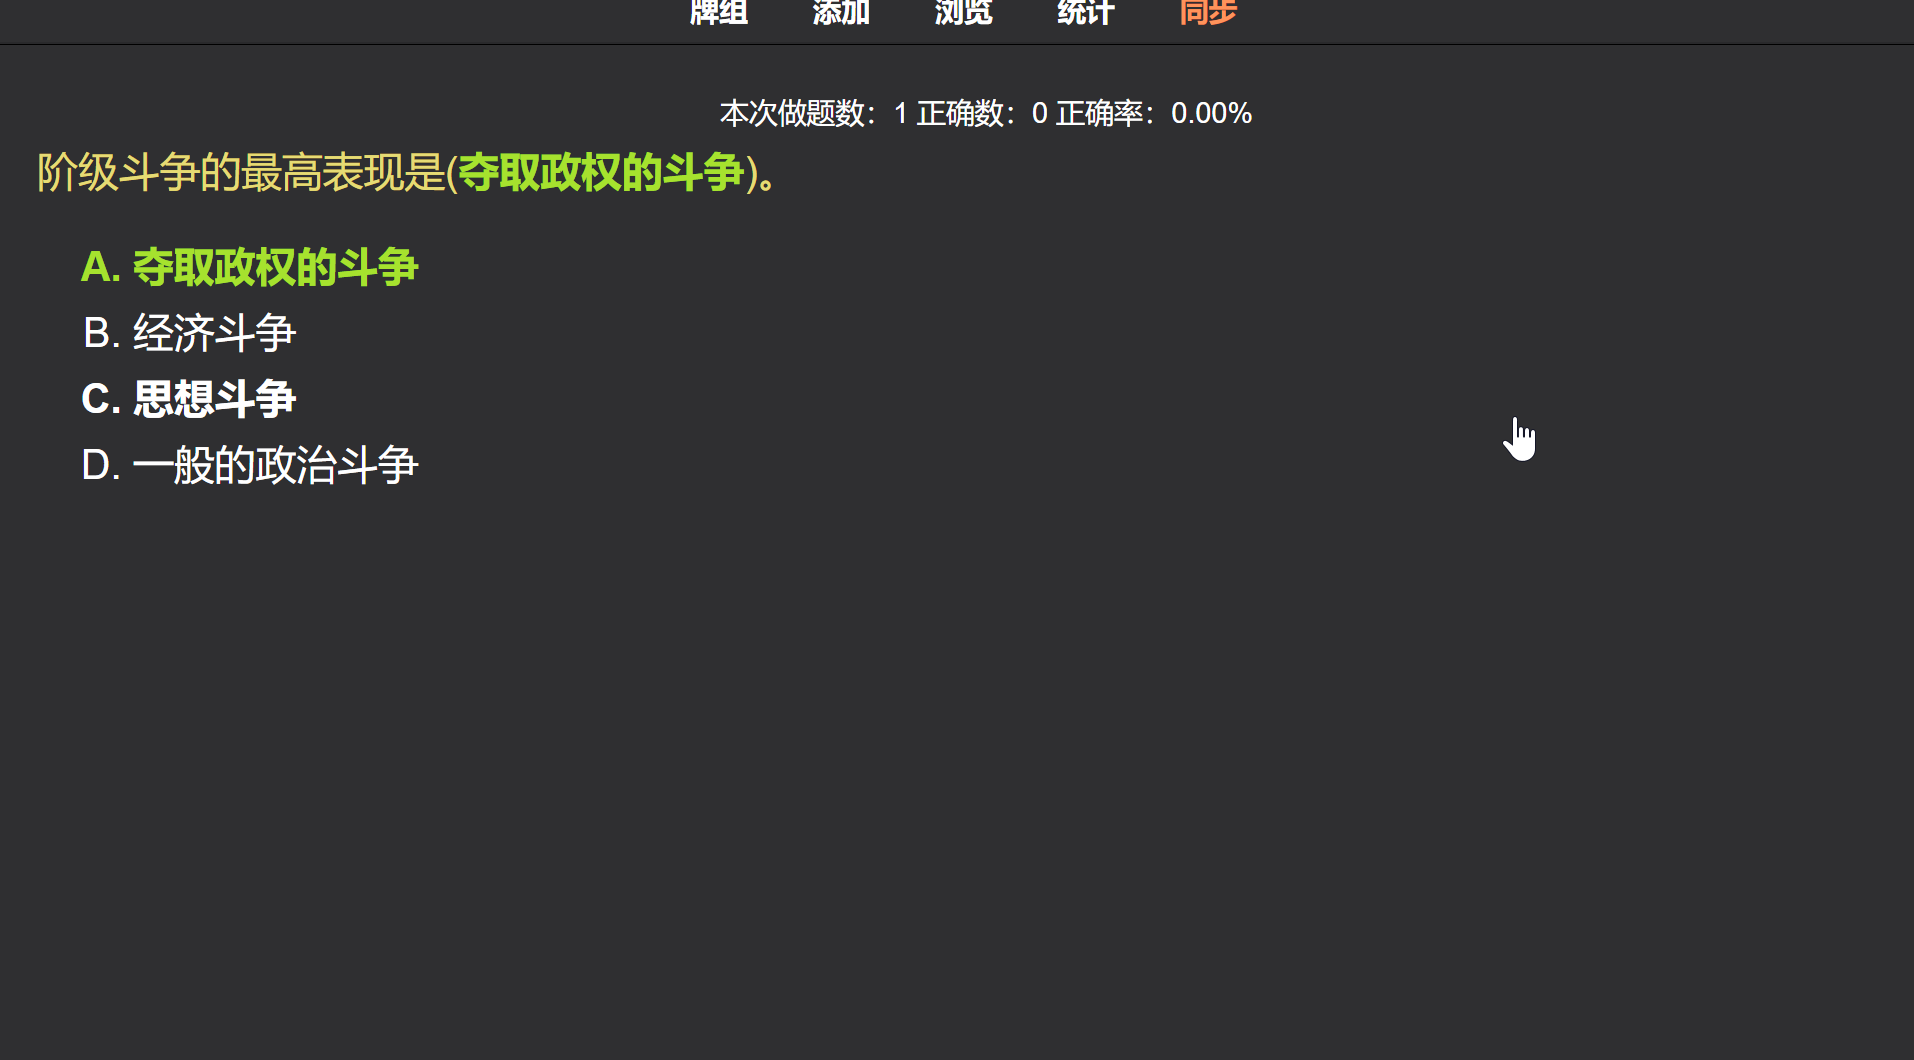 牌组 添加 浏览 统计 同步
本次做题数：1 正确数：0 正确率：0.00%
阶级斗争的最高表现是(夺取政权的斗争)。
A. 夺取政权的斗争
B. 经济斗争
C. 思想斗争
D. 一般的政治斗争